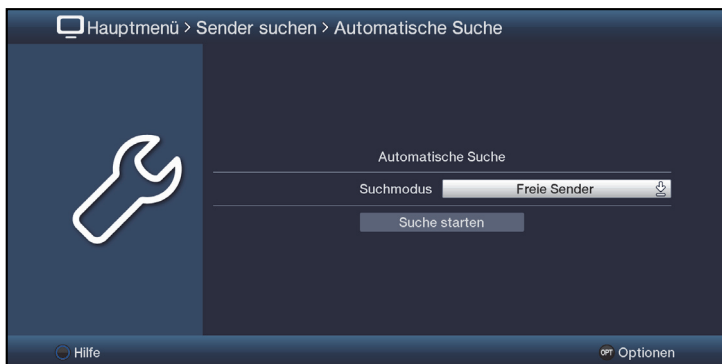 Hauptmenü > Sender suchen > Automatische Suche
Automatische Suche
Suchmodus Freie Sender
Suche starten
Hilfe OPT Optionen